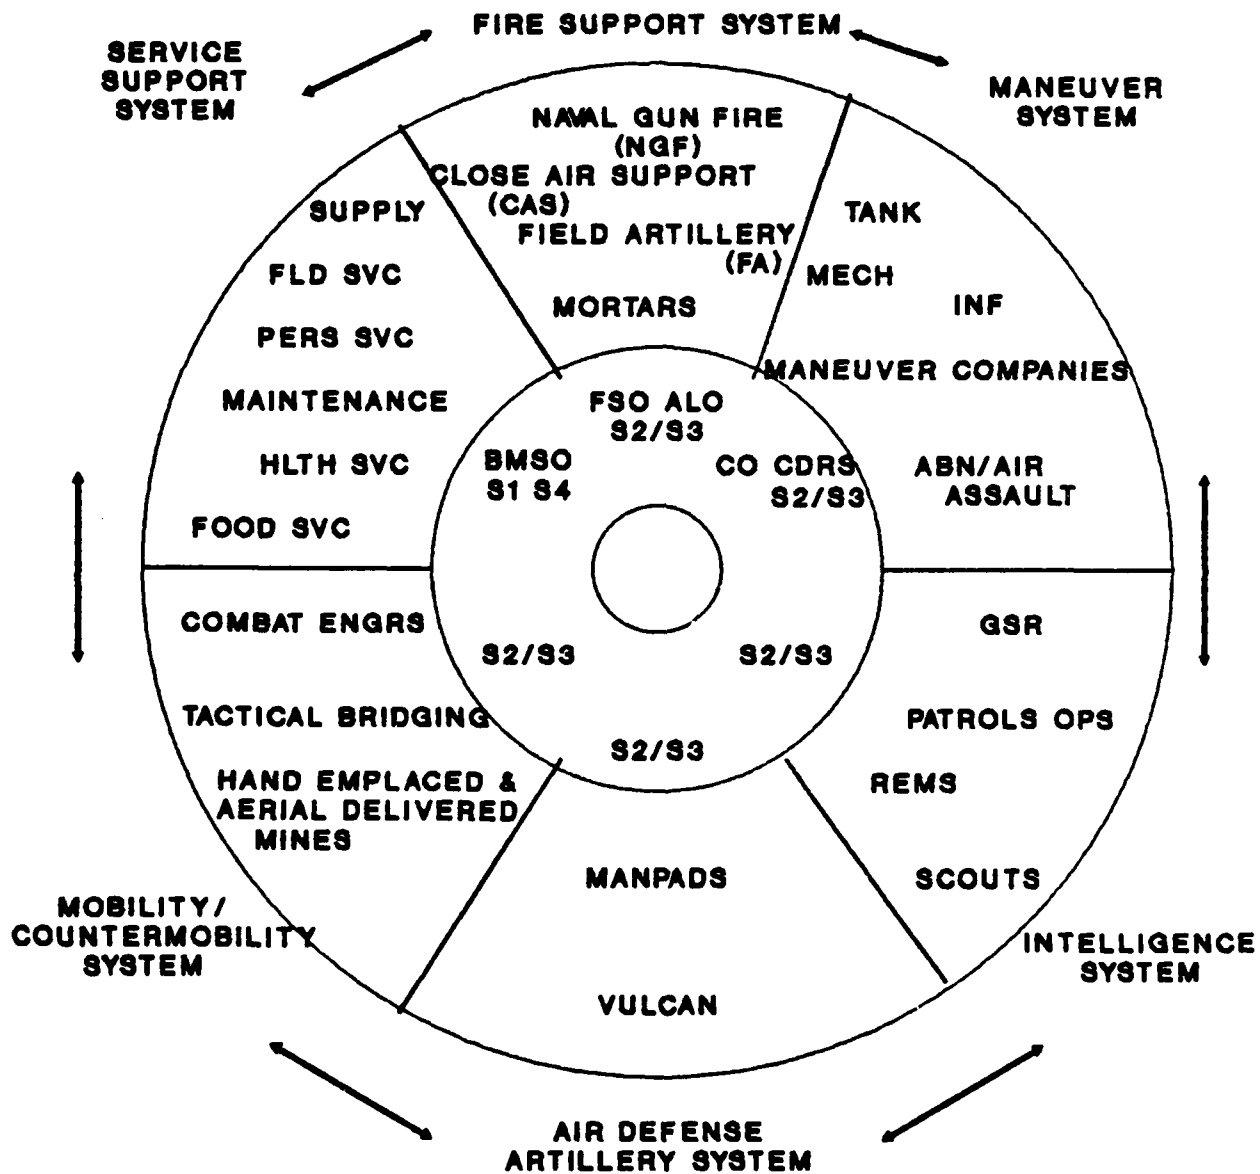 FIRE SUPPORT SYSTEM
SERVICE
SUPPORT
SYSTEM
MANEUVER
SYSTEM
NAVAL GUN FIRE
(NGF)
CLOSE AIR SUPPORT
(CAS)
FIELD ARTILLERY
(FA)
MORTARS
SUPPLY
FLD SVC
PERS SVC
MAINTENANCE
HLTH SVC
FOOD SVC
TANK
MECH
INF
MANEUVER COMPANIES
ABN/AIR
ASSAULT
FSO ALO
S2/S3
BMSO
S1 S4
CO CDRS
S2/S3
S2/S3
S2/S3
S2/S3
COMBAT ENGRS
TACTICAL BRIDGING
HAND EMPLACED &
AERIAL DELIVERED
MINES
GSR
PATROLS OPS
REMS
SCOUTS
MANPADS
VULCAN
MOBILITY/
COUNTERMOBILITY
SYSTEM
INTELLIGENCE
SYSTEM
AIR DEFENSE
ARTILLERY SYSTEM